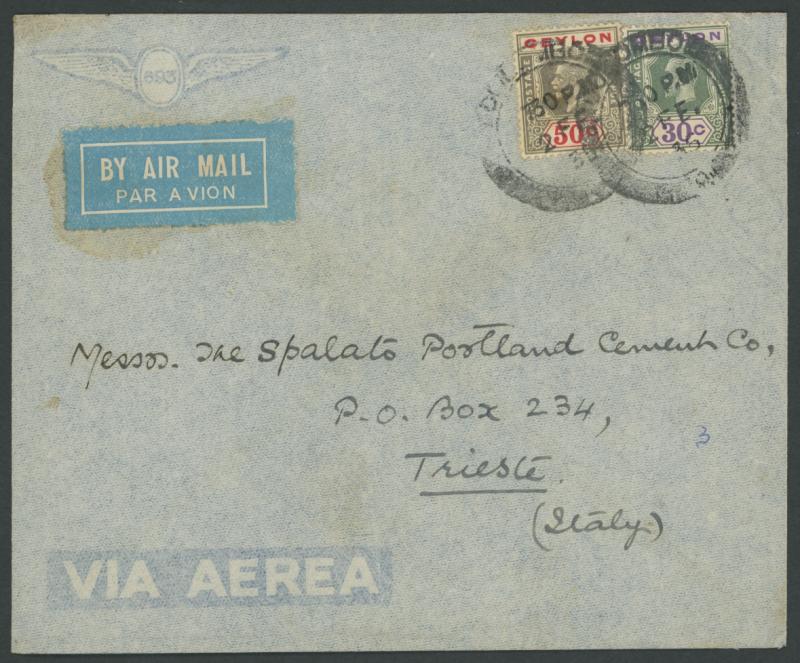 693
BY AIR MAIL
PAR AVION
CEYLON
50c
CEYLON
30c
Messrs. The Spalato Portland Cement Co,
P.O. Box 234,
3
Trieste.
(Italy)
VIA AEREA